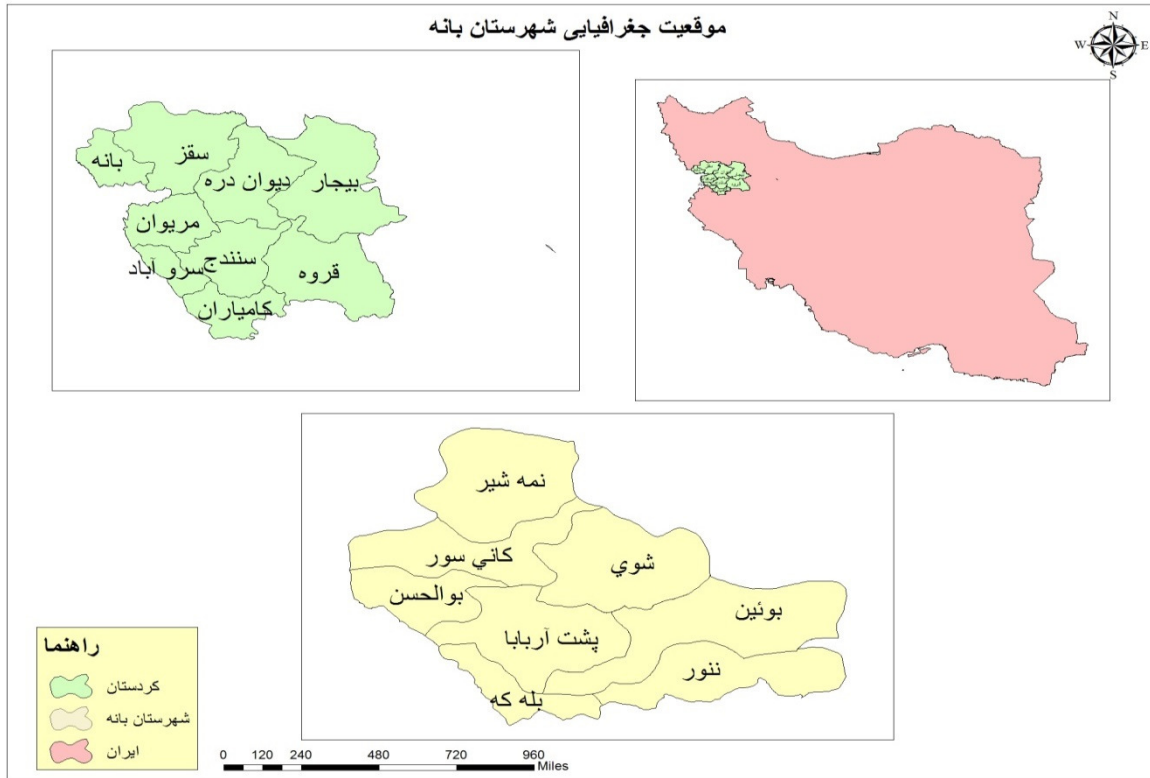 موقعیت جغرافیایی شهرستان بانه
N
W E
S
سقز
بانه
دیوان دره
بیجار
مریوان
سنندج
سرو آباد
قروه
کامیاران
نمه شیر
کاني سور
شوي
بوالحسن
بوئین
پشت آربابا
ننور
بله که
راهنما
کردستان
شهرستان بانه
ایران
0 120 240 480 720 960
Miles